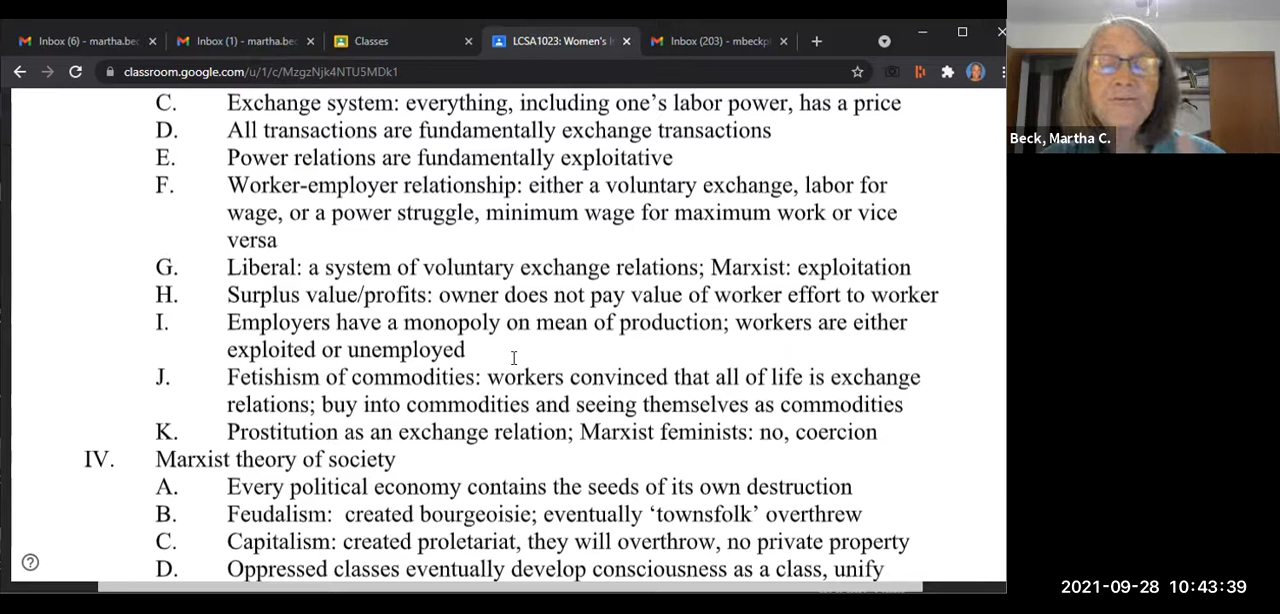 Inbox (6) - martha.bec
Inbox (1) - martha.bec
Classes
LCSA1023: Women's I
Inbox (203) - mbeckp
classroom.google.com/u/1/c/MzgzNjk4NTU5MDk1
C. Exchange system: everything, including one's labor power, has a price
D. All transactions are fundamentally exchange transactions
E. Power relations are fundamentally exploitative
F. Worker-employer relationship: either a voluntary exchange, labor for
wage, or a power struggle, minimum wage for maximum work or vice
versa
G. Liberal: a system of voluntary exchange relations; Marxist: exploitation
H. Surplus value/profits: owner does not pay value of worker effort to worker
I. Employers have a monopoly on mean of production; workers are either
exploited or unemployed
J. Fetishism of commodities: workers convinced that all of life is exchange
relations; buy into commodities and seeing themselves as commodities
K. Prostitution as an exchange relation; Marxist feminists: no, coercion
IV. Marxist theory of society
A. Every political economy contains the seeds of its own destruction
B. Feudalism: created bourgeoisie; eventually 'townsfolk' overthrew
C. Capitalism: created proletariat, they will overthrow, no private property
D. Oppressed classes eventually develop consciousness as a class, unify
Beck, Martha C.
2021-09-28 10:43:39